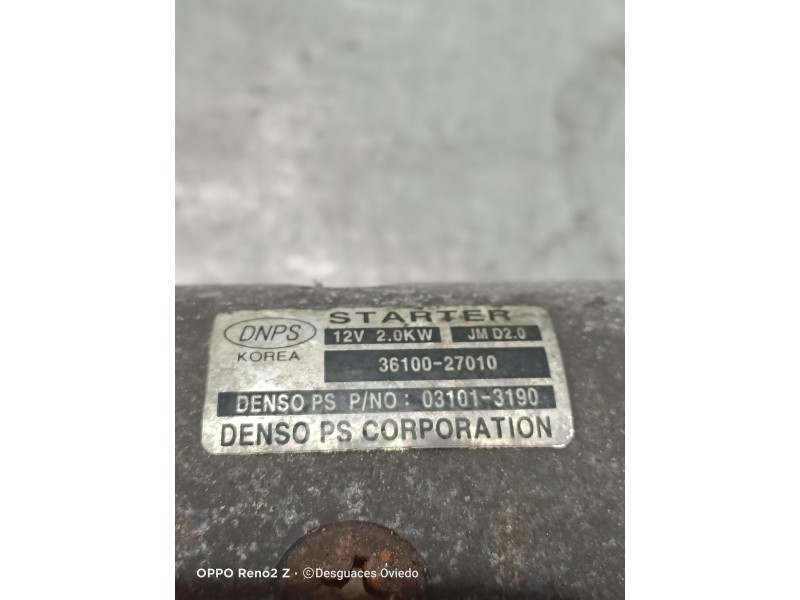 STARTER
DNPS
12V 2.0KW
JM D2.0
KOREA
36100-27010
DENSO PS P/NO : 03101-3190
DENSO PS CORPORATION
OPPO Reno2 Z · ©Desguaces Oviedo